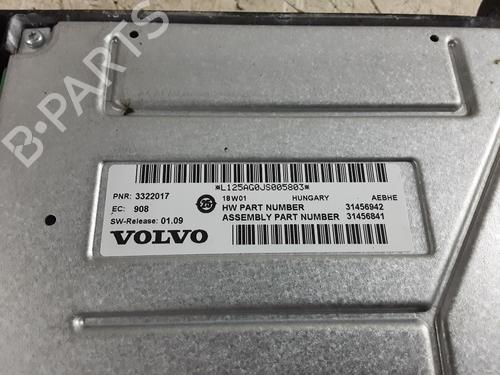 B-PARTS
*L125AG0JS005803*
PNR: 3322017
18W01 HUNGARY AEBHE
EC: 908
HW PART NUMBER 31456942
SW-Release: 01.09
ASSEMBLY PART NUMBER 31456841
VOLVO